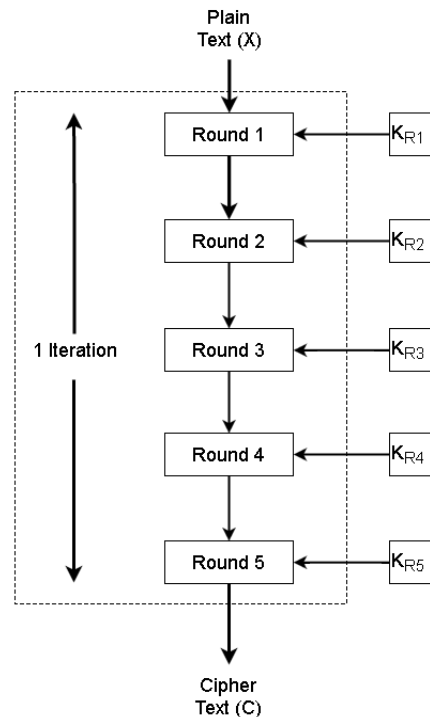 Plain
Text (X)
Round 1
KR1
Round 2
KR2
1 Iteration
Round 3
KR3
Round 4
KR4
Round 5
KR5
Cipher
Text (C)